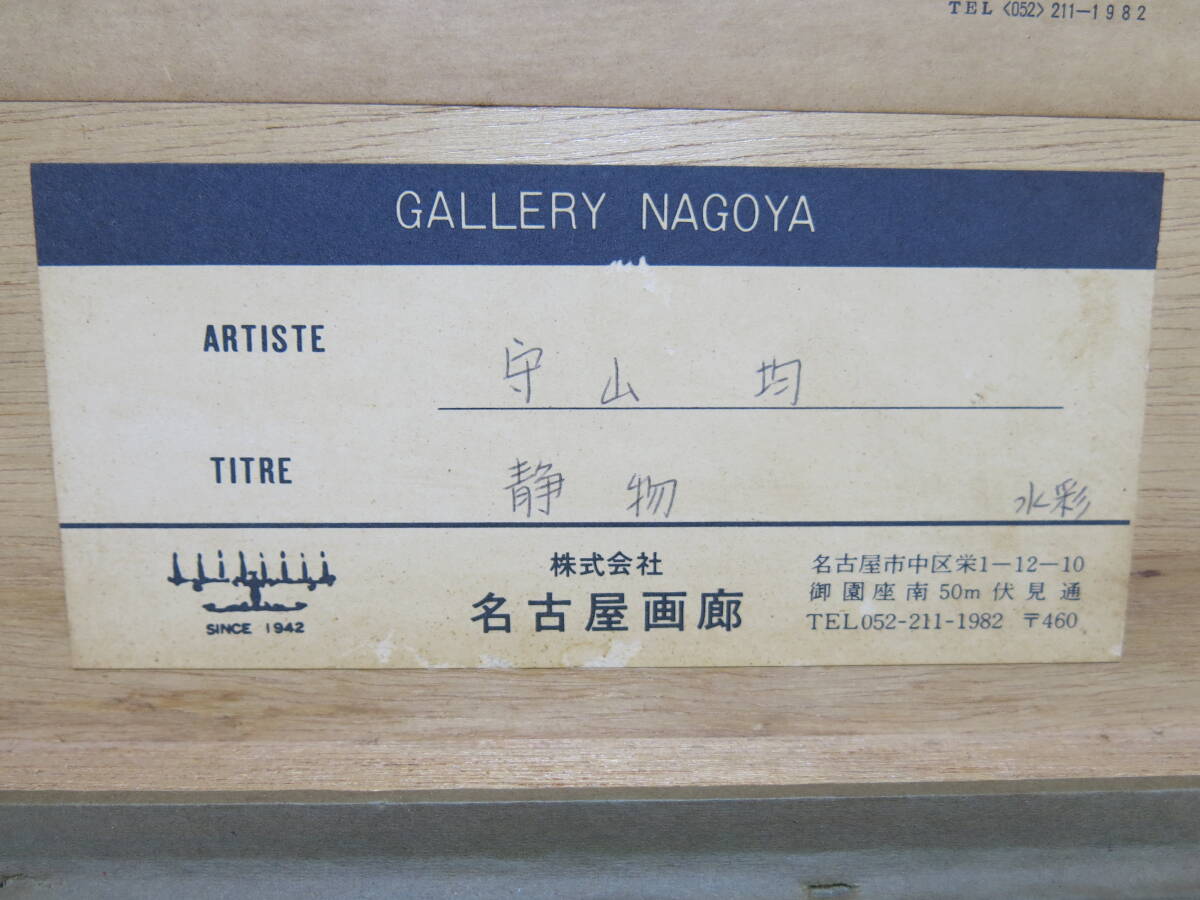 TEL <052> 211-1982
GALLERY NAGOYA
ARTISTE 守山 均
TITRE 静物 水彩
SINCE 1942
株式会社
名古屋画廊
名古屋市中区栄1-12-10
御園座南50m伏見通
TEL052-211-1982 〒460